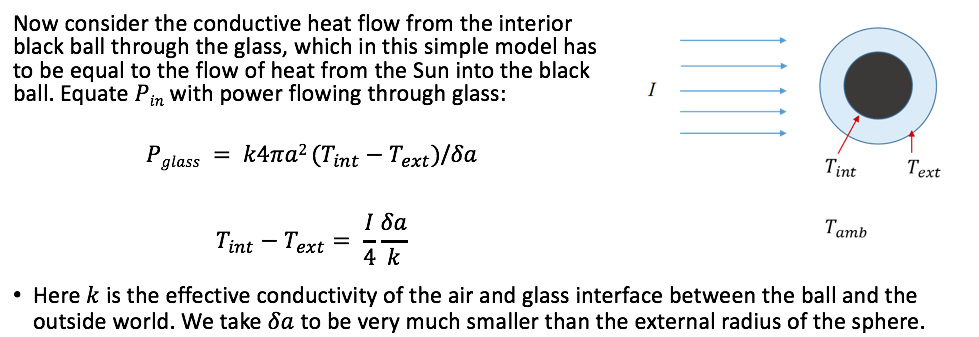 Now consider the conductive heat flow from the interior
black ball through the glass, which in this simple model has
to be equal to the flow of heat from the Sun into the black
ball. Equate P_in with power flowing through glass:
I
P_glass = k4πa² (T_int − T_ext)/δa
T_int
T_ext
T_int − T_ext = I/4 δa/k
T_amb
• Here k is the effective conductivity of the air and glass interface between the ball and the
outside world. We take δa to be very much smaller than the external radius of the sphere.